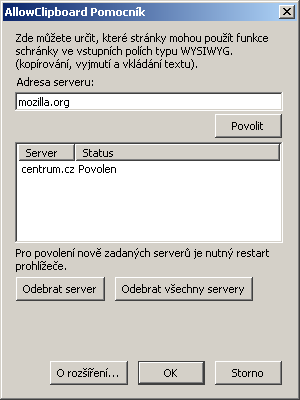 AllowClipboard Pomocník
Zde můžete určit, které stránky mohou použít funkce
schránky ve vstupních polích typu WYSIWYG.
(kopírování, vyjmutí a vkládání textu).
Adresa serveru:
mozilla.org
Povolit
Server Status
centrum.cz Povolen
Pro povolení nově zadaných serverů je nutný restart
prohlížeče.
Odebrat server Odebrat všechny servery
O rozšíření... OK Storno